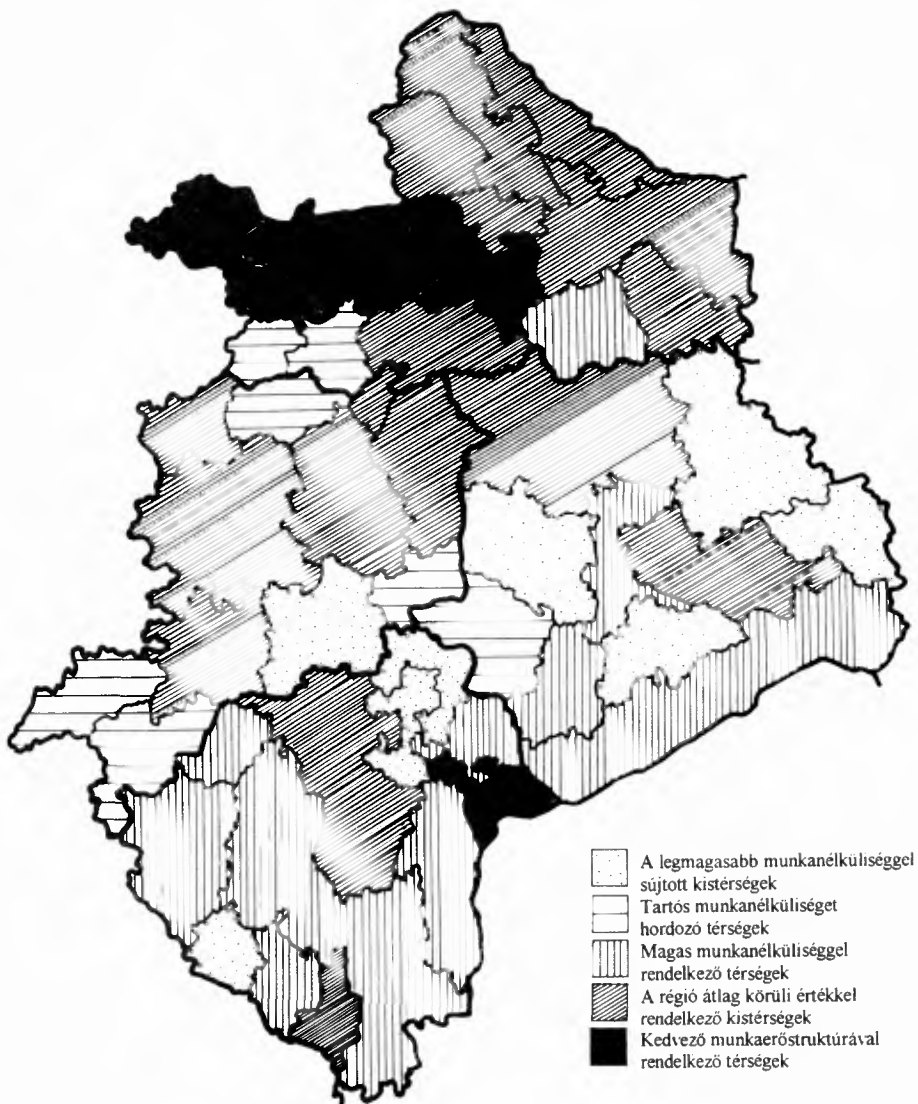 A legmagasabb munkanélküliséggel
sújtott kistérségek
Tartós munkanélküliséget
hordozó térségek
Magas munkanélküliséggel
rendelkező térségek
A régió átlag körüli értékkel
rendelkező kistérségek
Kedvező munkaerőstruktúrával
rendelkező térségek